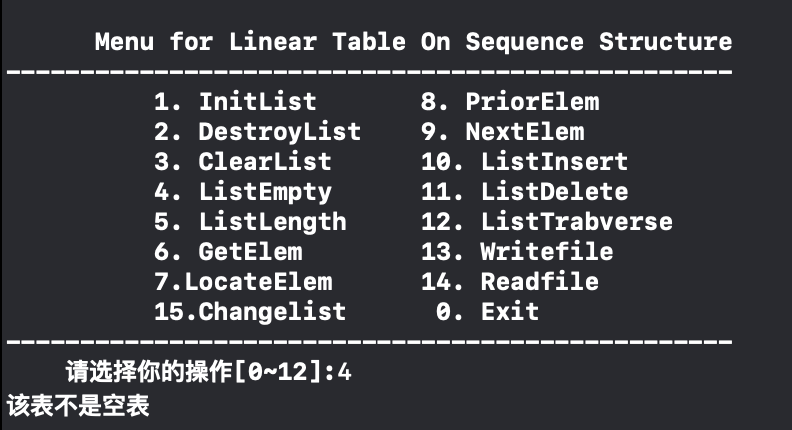 Menu for Linear Table On Sequence Structure
-------------------------------------------------
1. InitList 8. PriorElem
2. DestroyList 9. NextElem
3. ClearList 10. ListInsert
4. ListEmpty 11. ListDelete
5. ListLength 12. ListTrabverse
6. GetElem 13. Writefile
7.LocateElem 14. Readfile
15.Changelist 0. Exit
-------------------------------------------------
请选择你的操作[0~12]:4
该表不是空表